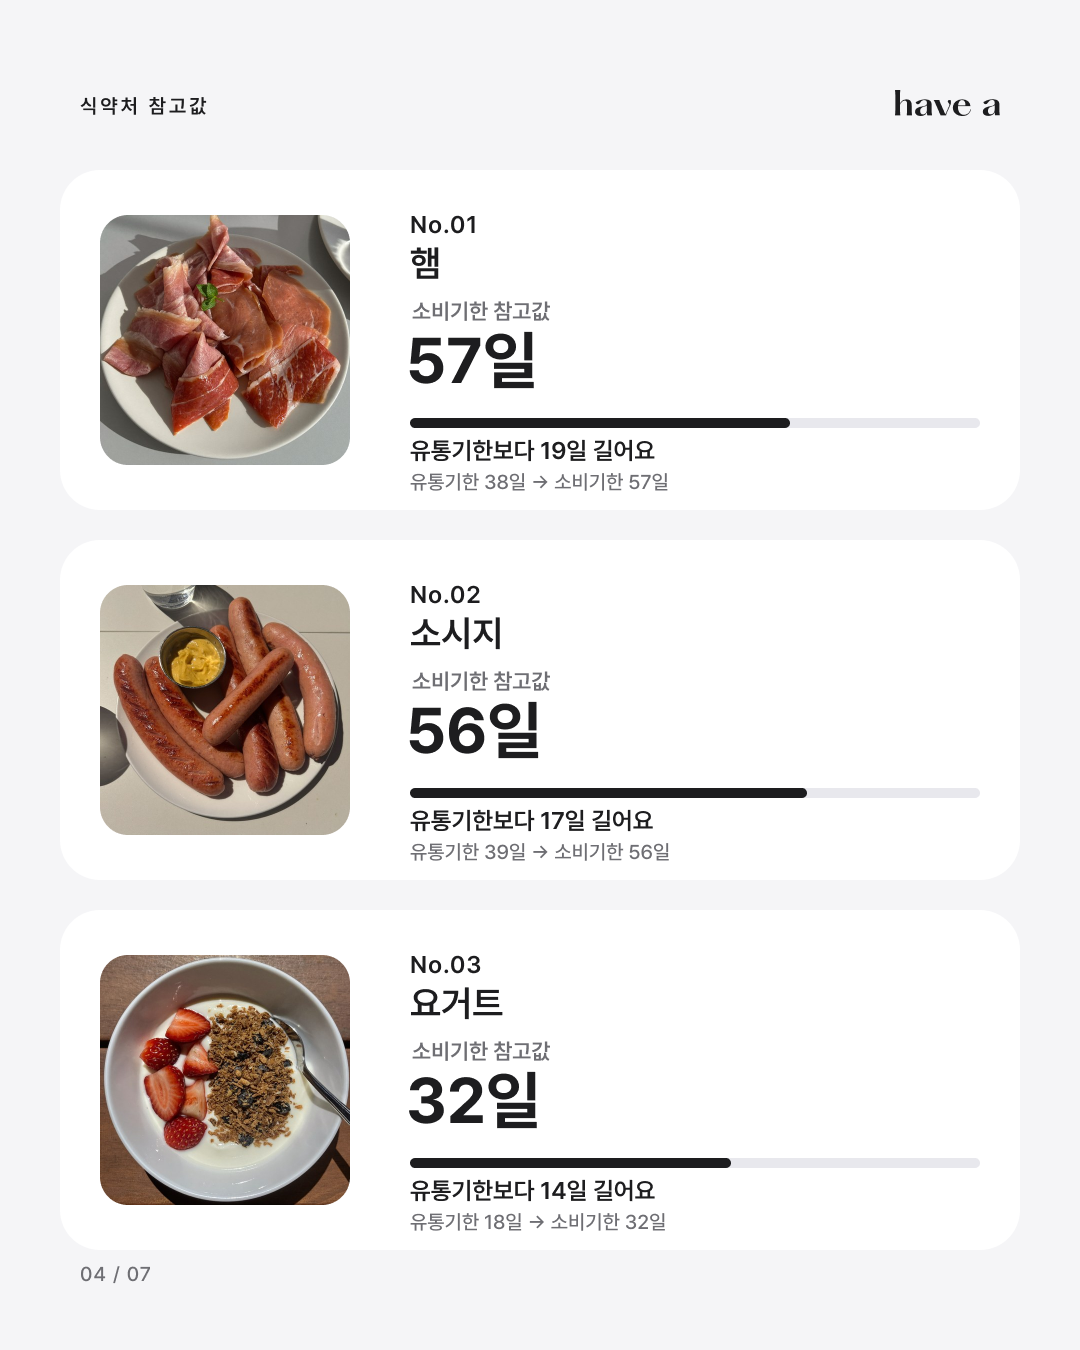 식약처 참고값
have a
No.01
햄
소비기한 참고값
57일
유통기한보다 19일 길어요
유통기한 38일 → 소비기한 57일
No.02
소시지
소비기한 참고값
56일
유통기한보다 17일 길어요
유통기한 39일 → 소비기한 56일
No.03
요거트
소비기한 참고값
32일
유통기한보다 14일 길어요
유통기한 18일 → 소비기한 32일
04 / 07